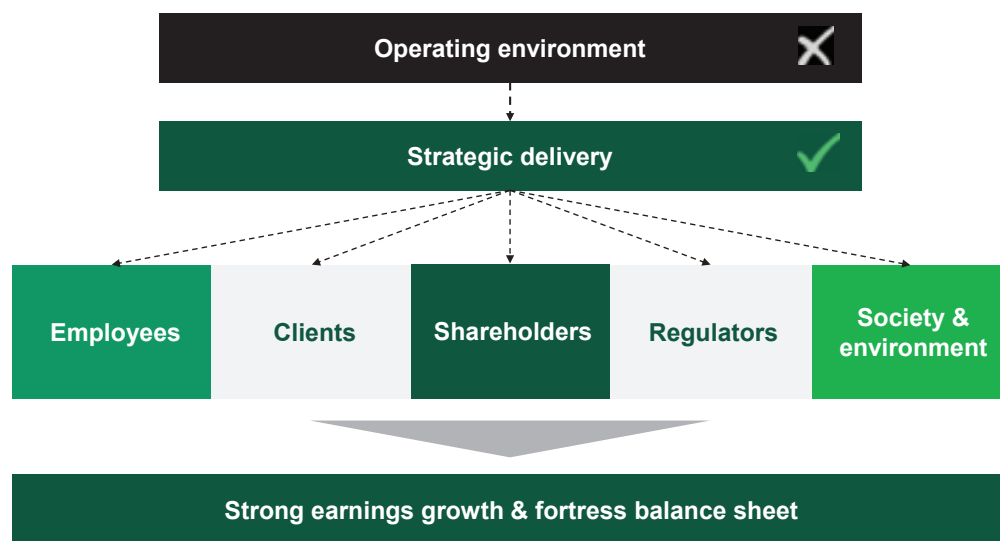 Operating environment
Strategic delivery
Employees
Clients
Shareholders
Regulators
Society &
environment
Strong earnings growth & fortress balance sheet